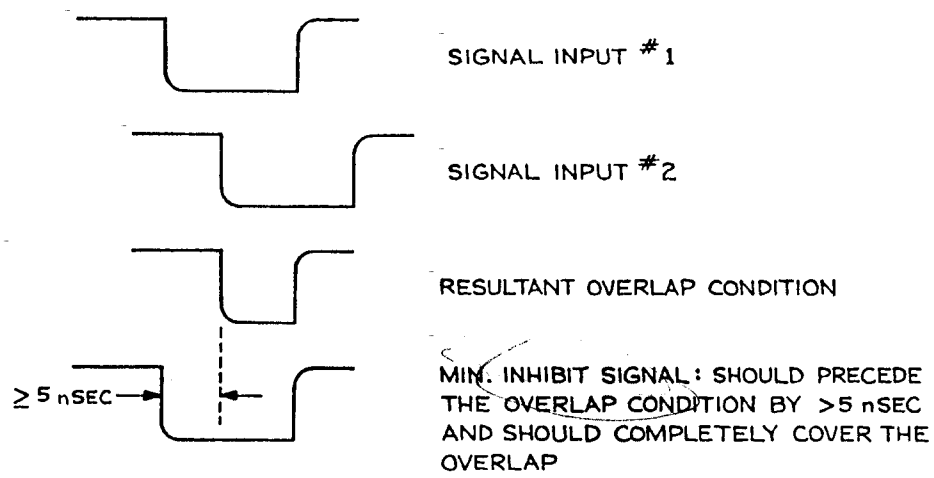 SIGNAL INPUT #1
SIGNAL INPUT #2
RESULTANT OVERLAP CONDITION
≥ 5 nSEC
MIN. INHIBIT SIGNAL: SHOULD PRECEDE
THE OVERLAP CONDITION BY >5 nSEC
AND SHOULD COMPLETELY COVER THE
OVERLAP